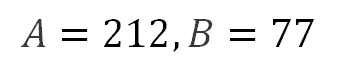 A = 212, B = 77